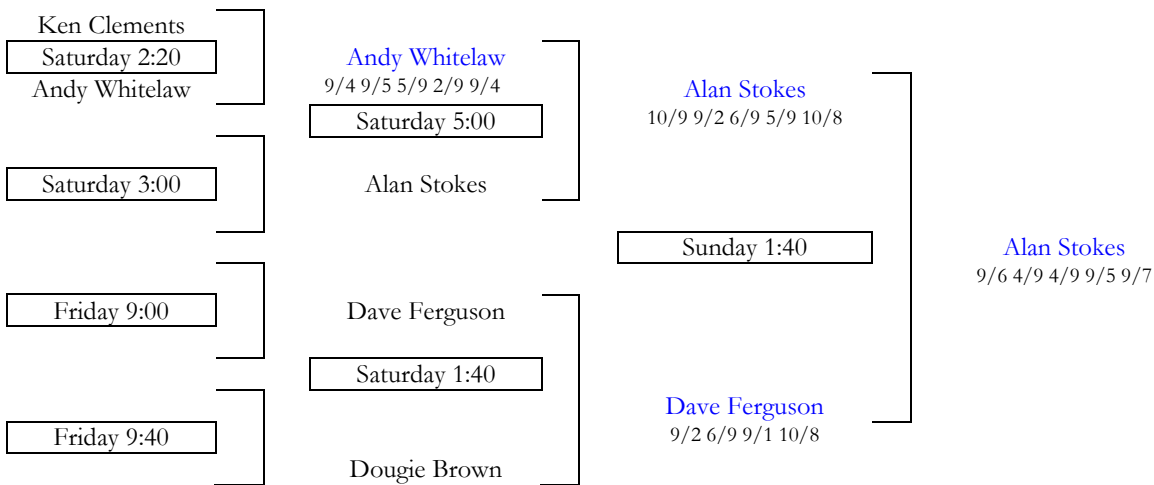 Ken Clements
Saturday 2:20
Andy Whitelaw
Andy Whitelaw
9/4 9/5 5/9 2/9 9/4
Saturday 5:00
Alan Stokes
10/9 9/2 6/9 5/9 10/8
Saturday 3:00
Alan Stokes
Sunday 1:40
Alan Stokes
9/6 4/9 4/9 9/5 9/7
Friday 9:00
Dave Ferguson
Saturday 1:40
Dave Ferguson
9/2 6/9 9/1 10/8
Friday 9:40
Dougie Brown